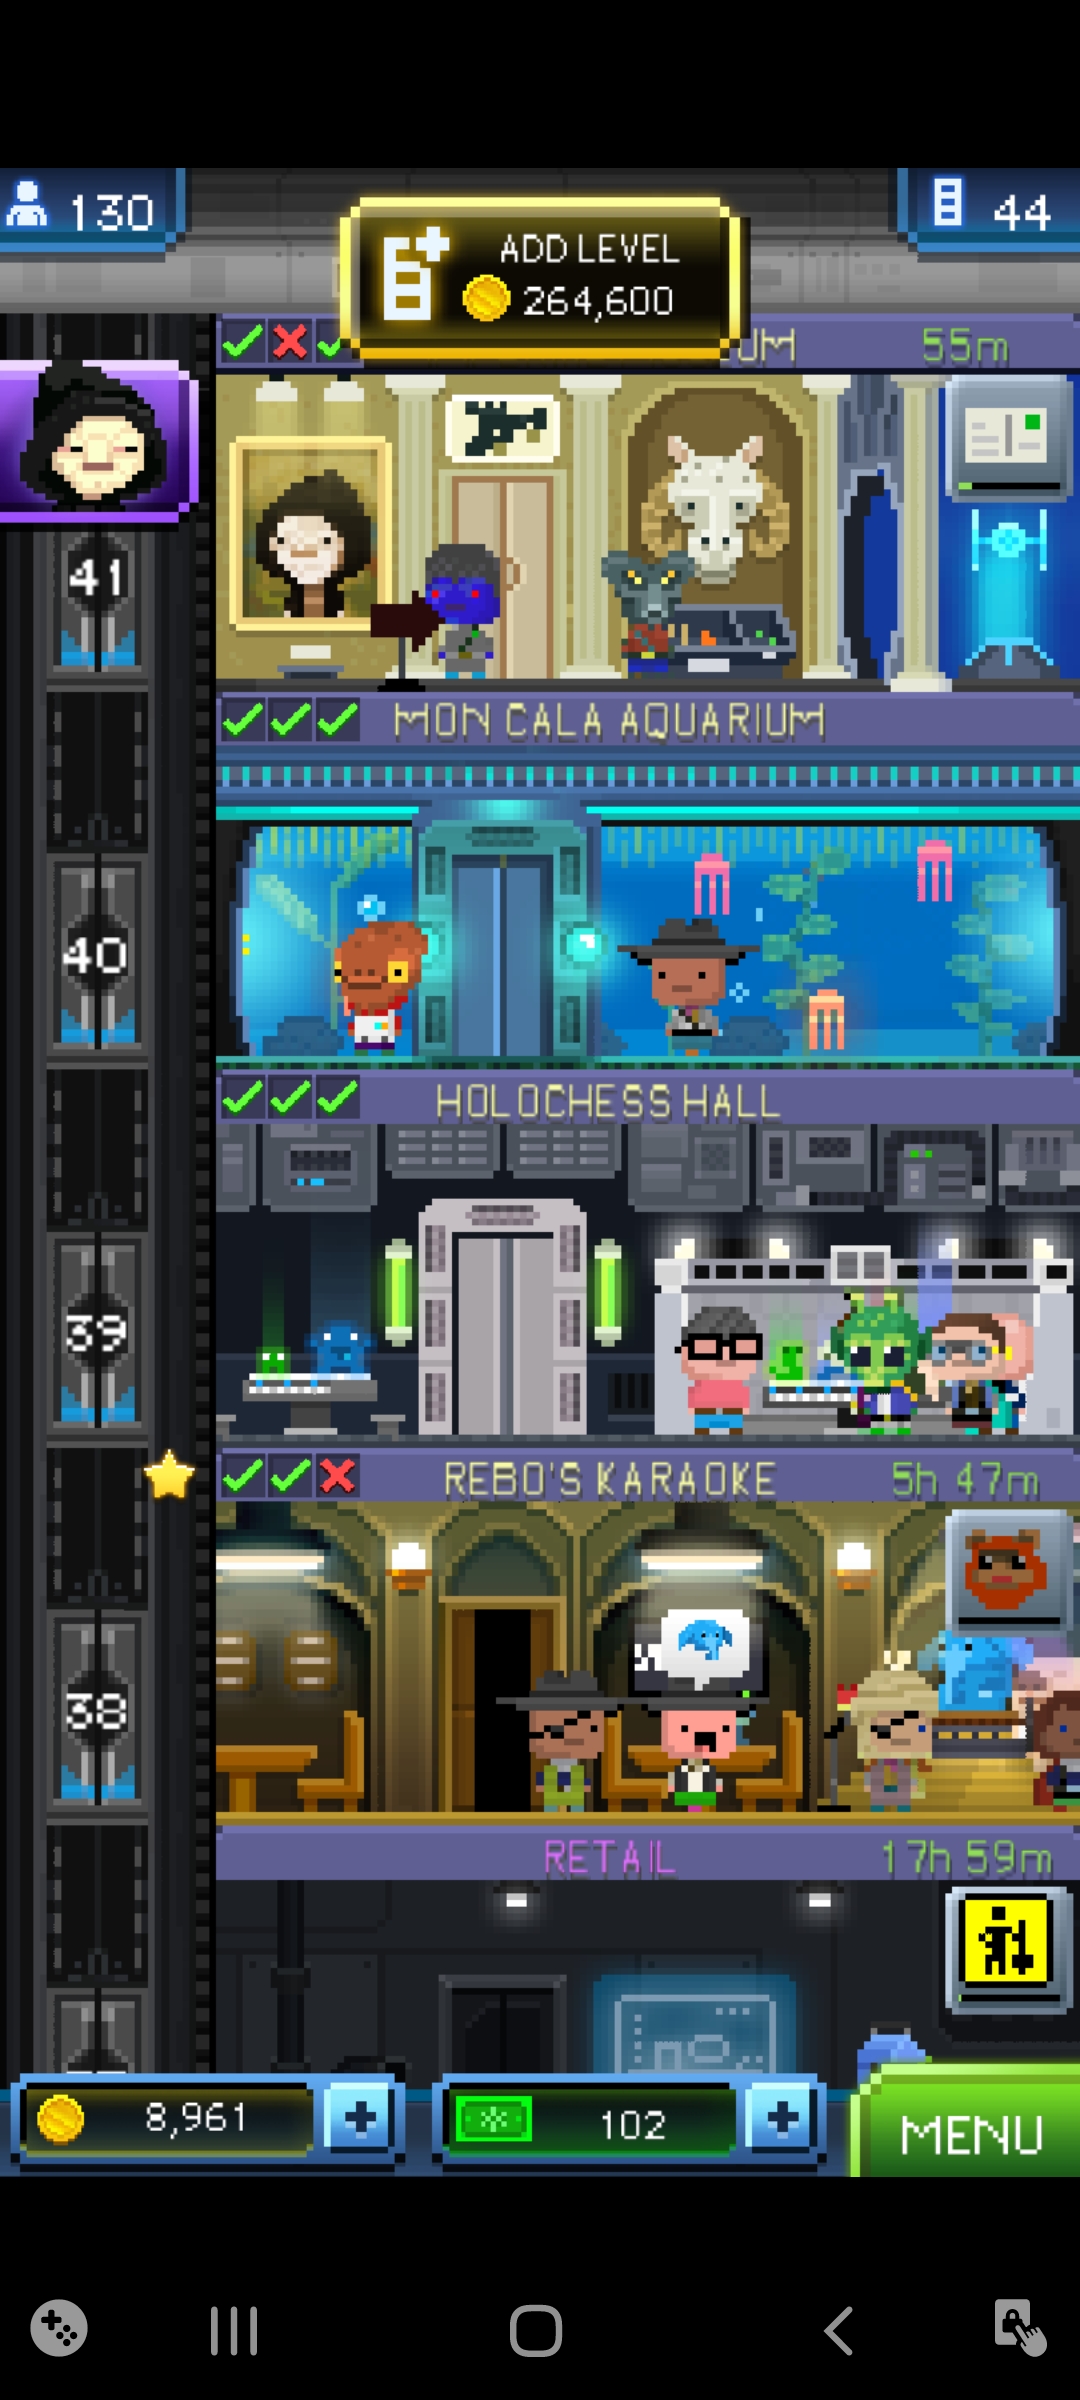 130
44
ADD LEVEL
264,600
UM
55m
41
MON CALA AQUARIUM
40
HOLOCHESS HALL
39
REBO'S KARAOKE
5h 47m
38
RETAIL
17h 59m
8,961
102
MENU